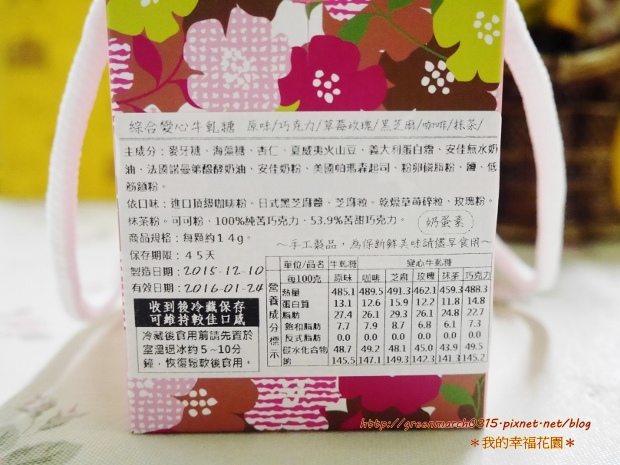 綜合變心牛軋糖 原味/巧克力/草莓玫瑰/黑芝麻/咖啡/抹茶/
主成分：麥芽糖、海藻糖、杏仁、夏威夷火山豆、義大利蛋白霜、安佳無水奶
油、法國諾曼第醱酵奶油、安佳奶粉、美國帕瑪森起司、粉卵磷脂粉、鹽、低
筋麵粉。
依口味：進口頂級咖啡粉、日式黑芝麻醬、芝麻粒、乾燥草莓碎粒、玫瑰粉、
抹茶粉、可可粉、100%純苦巧克力、53.9%苦甜巧克力。 奶蛋素
商品規格：每顆約14g。 ～手工製品，為保新鮮美味請儘早食用～
保存期限：45天
製造日期：2015-12-10
有效日期：2016-01-24
收到後冷藏保存
可維持較佳口感
冷藏後食用前請先置於
室溫退冰約5~10分
鐘，恢復鬆軟後食用。
營養成分標示
單位/品名 牛軋糖 變心牛軋糖
每100克 原味 咖啡 芝麻 玫瑰 抹茶 巧克力
熱量 485.1 489.5 491.3 462.1 459.3 488.3
蛋白質 13.1 12.6 15.9 12.2 11.8 14.8
脂肪 27.4 26.1 29.3 26.1 24.8 22.7
飽和脂肪 7.7 7.9 8.7 6.8 6.1 7.3
反式脂肪 0.0 0.0 0.0 0.0 0.0 0.0
碳水化合物 48.7 49.2 48.1 45.0 43.9 49.5
鈉 145.5 147.1 149.3 142.3 141.3 145.2
http://greenmarch0315.pixnet.net/blog
＊我的幸福花園＊